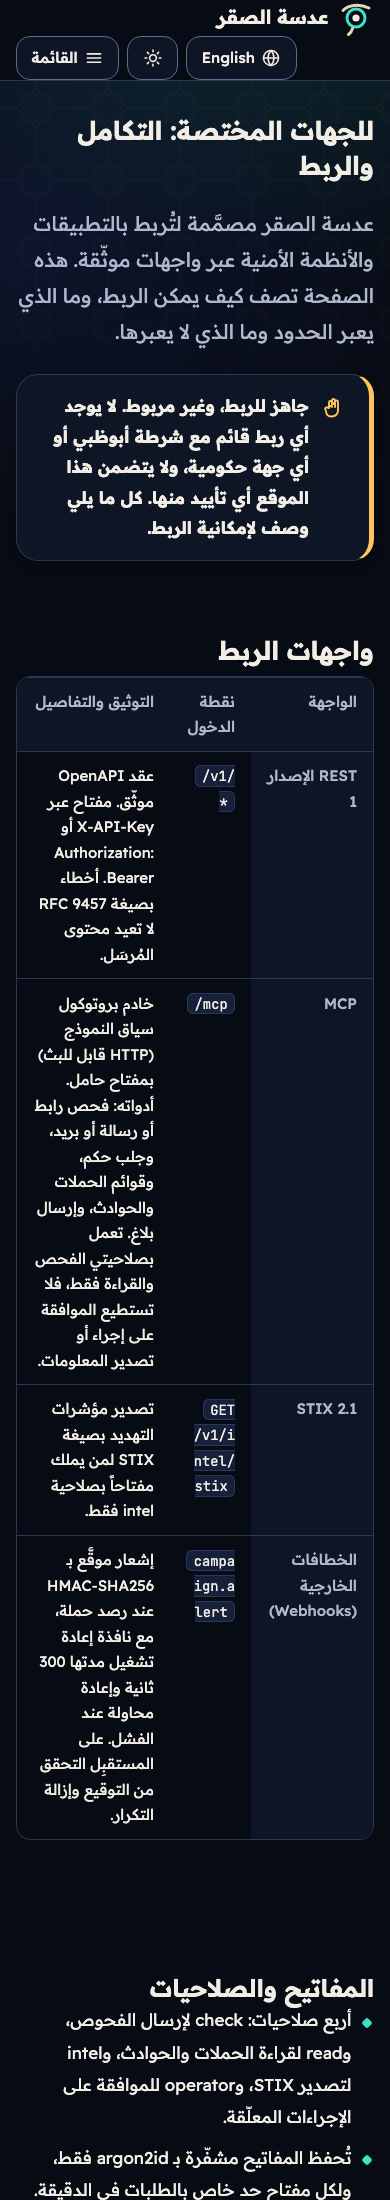 عدسة الصقر
English
القائمة
للجهات المختصة: التكامل
والربط
عدسة الصقر مصمَّمة لتُربط بالتطبيقات
والأنظمة الأمنية عبر واجهات موثّقة. هذه
الصفحة تصف كيف يمكن الربط، وما الذي
يعبر الحدود وما الذي لا يعبرها.
جاهز للربط، وغير مربوط. لا يوجد
أي ربط قائم مع شرطة أبوظبي أو
أي جهة حكومية، ولا يتضمن هذا
الموقع أي تأييد منها. كل ما يلي
وصف لإمكانية الربط.
واجهات الربط
الواجهة
نقطة
الدخول
التوثيق والتفاصيل
REST الإصدار
1
/v1/
*
عقد OpenAPI
موثّق. مفتاح عبر
X-API-Key أو
Authorization:
Bearer. أخطاء
بصيغة RFC 9457
لا تعيد محتوى
المُرسَل.
MCP
/mcp
خادم بروتوكول
سياق النموذج
(HTTP قابل للبث)
بمفتاح حامل.
أدواته: فحص رابط
أو رسالة أو بريد،
وجلب حكم،
وقوائم الحملات
والحوادث، وإرسال
بلاغ. تعمل
بصلاحيتي الفحص
والقراءة فقط، فلا
تستطيع الموافقة
على إجراء أو
تصدير المعلومات.
STIX 2.1
GET
/v1/i
ntel/
stix
تصدير مؤشرات
التهديد بصيغة
STIX لمن يملك
مفتاحاً بصلاحية
intel فقط.
الخطافات
الخارجية
(Webhooks)
campa
ign.a
lert
إشعار موقَّع بـ
HMAC-SHA256
عند رصد حملة،
مع نافذة إعادة
تشغيل مدتها 300
ثانية وإعادة
محاولة عند
الفشل. على
المستقبِل التحقق
من التوقيع وإزالة
التكرار.
المفاتيح والصلاحيات
أربع صلاحيات: check لإرسال الفحوص،
وread لقراءة الحملات والحوادث، وintel
لتصدير STIX، وoperator للموافقة على
الإجراءات المعلّقة.
تُحفظ المفاتيح مشفّرة بـ argon2id فقط،
ولكل مفتاح حد خاص بالطلبات في الدقيقة.